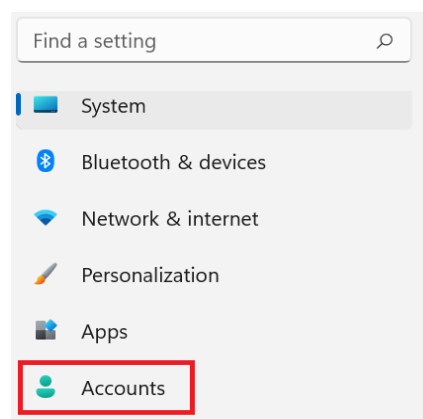 Find a setting
System
Bluetooth & devices
Network & internet
Personalization
Apps
Accounts